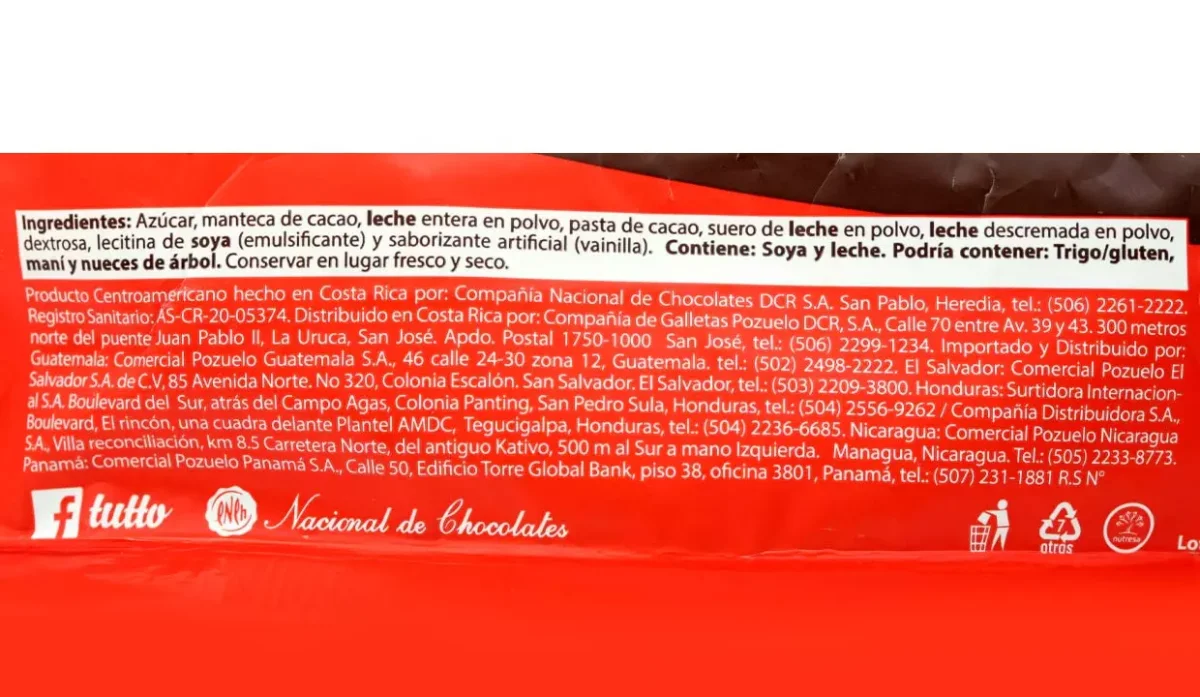 Ingredientes: Azúcar, manteca de cacao, leche entera en polvo, pasta de cacao, suero de leche en polvo, leche descremada en polvo,
dextrosa, lecitina de soya (emulsificante) y saborizante artificial (vainilla). Contiene: Soya y leche. Podría contener: Trigo/gluten,
maní y nueces de árbol. Conservar en lugar fresco y seco.
Producto Centroamericano hecho en Costa Rica por: Compañía Nacional de Chocolates DCR S.A. San Pablo, Heredia, tel.: (506) 2261-2222.
Registro Sanitario: AS-CR-20-05374. Distribuido en Costa Rica por: Compañía de Galletas Pozuelo DCR, S.A., Calle 70 entre Av. 39 y 43. 300 metros
norte del puente Juan Pablo II, La Uruca, San José. Apdo. Postal 1750-1000 San José, tel.: (506) 2299-1234. Importado y Distribuido por:
Guatemala: Comercial Pozuelo Guatemala S.A., 46 calle 24-30 zona 12, Guatemala. tel.: (502) 2498-2222. El Salvador: Comercial Pozuelo El
Salvador S.A. de C.V, 85 Avenida Norte. No 320, Colonia Escalón. San Salvador. El Salvador, tel.: (503) 2209-3800. Honduras: Surtidora Internacion-
al S.A. Boulevard del Sur, atrás del Campo Agas, Colonia Panting, San Pedro Sula, Honduras, tel.: (504) 2556-9262 / Compañía Distribuidora S.A.,
Boulevard, El rincón, una cuadra delante Plantel AMDC, Tegucigalpa, Honduras, tel.: (504) 2236-6685. Nicaragua: Comercial Pozuelo Nicaragua
S.A., Villa reconciliación, km 8.5 Carretera Norte, del antiguo Kativo, 500 m al Sur a mano Izquierda. Managua, Nicaragua. Tel.: (505) 2233-8773.
Panamá: Comercial Pozuelo Panamá S.A., Calle 50, Edificio Torre Global Bank, piso 38, oficina 3801, Panamá, tel.: (507) 231-1881 R.S N°
f tutto Nacional de Chocolates 7 otros nutresa Lo